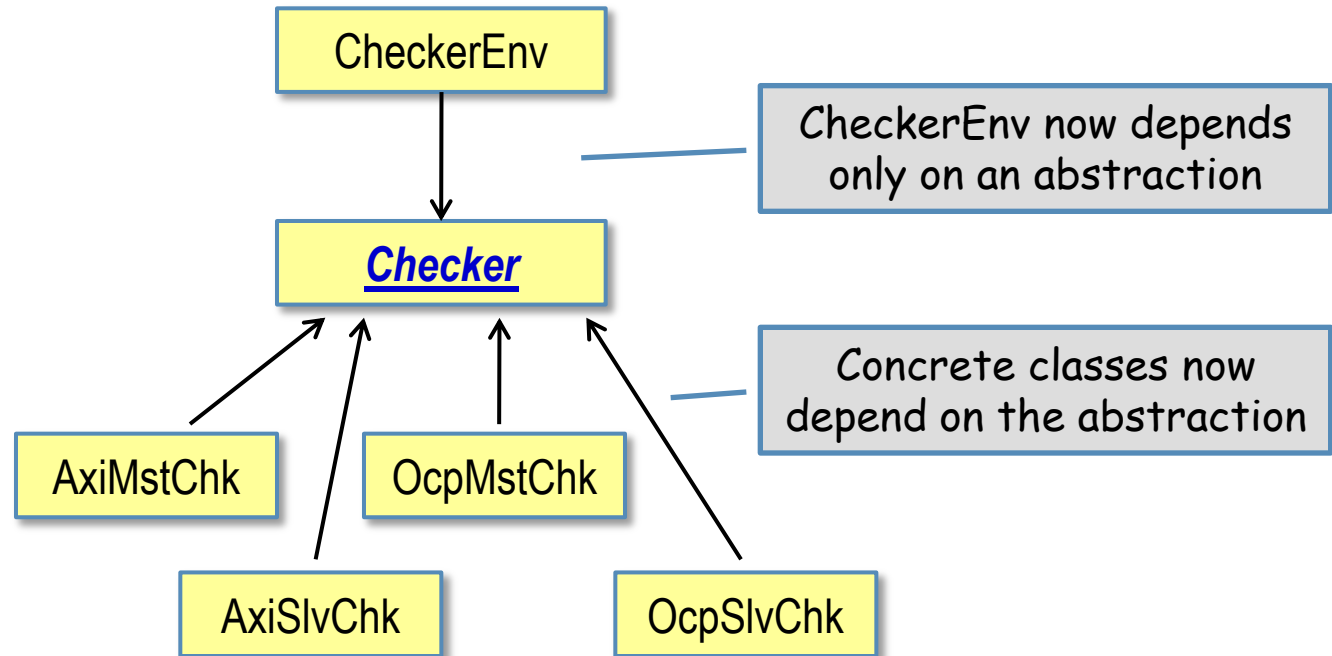 CheckerEnv
CheckerEnv now depends
only on an abstraction
Checker
Concrete classes now
depend on the abstraction
AxiMstChk
OcpMstChk
AxiSlvChk
OcpSlvChk